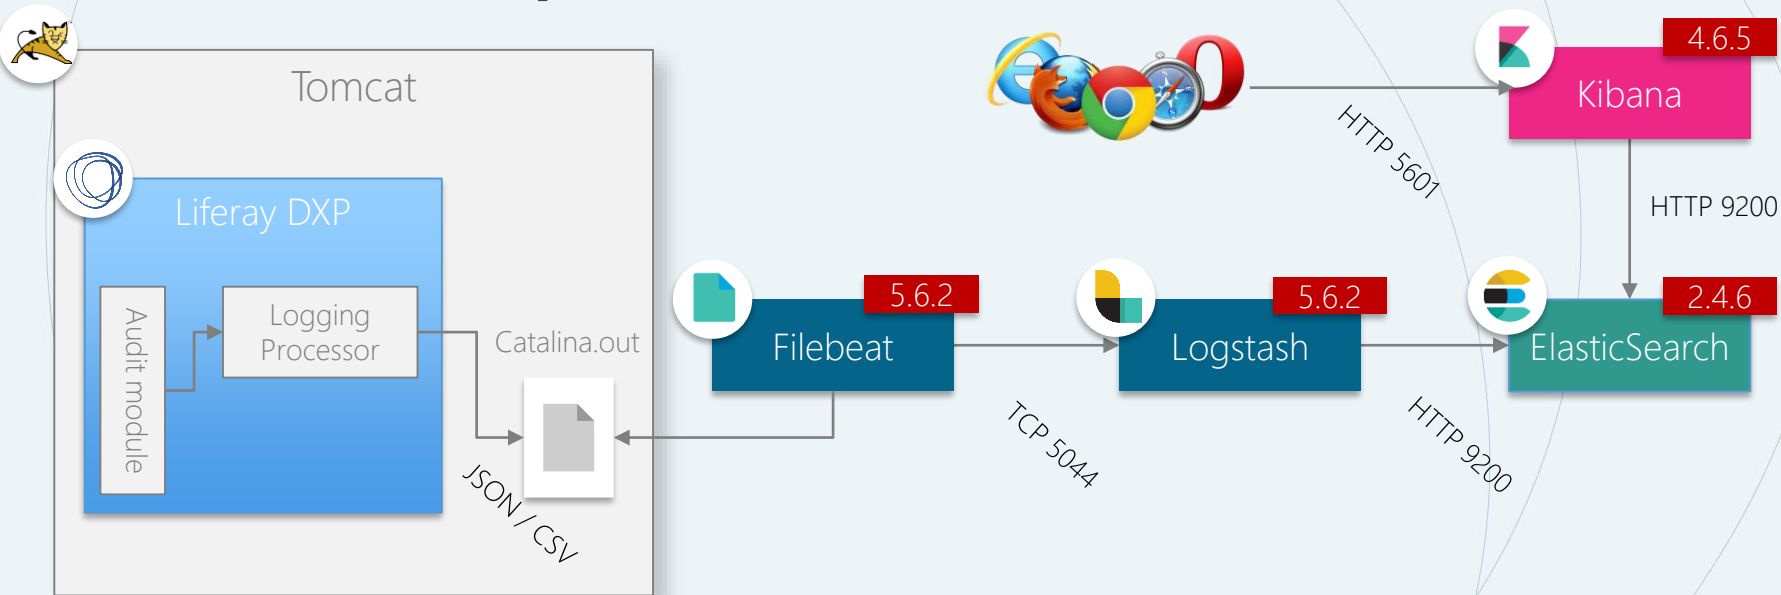 Tomcat
4.6.5
Kibana
HTTP 5601
HTTP 9200
Liferay DXP
Audit module
Logging
Processor
Catalina.out
JSON / CSV
5.6.2
Filebeat
TCP 5044
5.6.2
Logstash
HTTP 9200
2.4.6
ElasticSearch